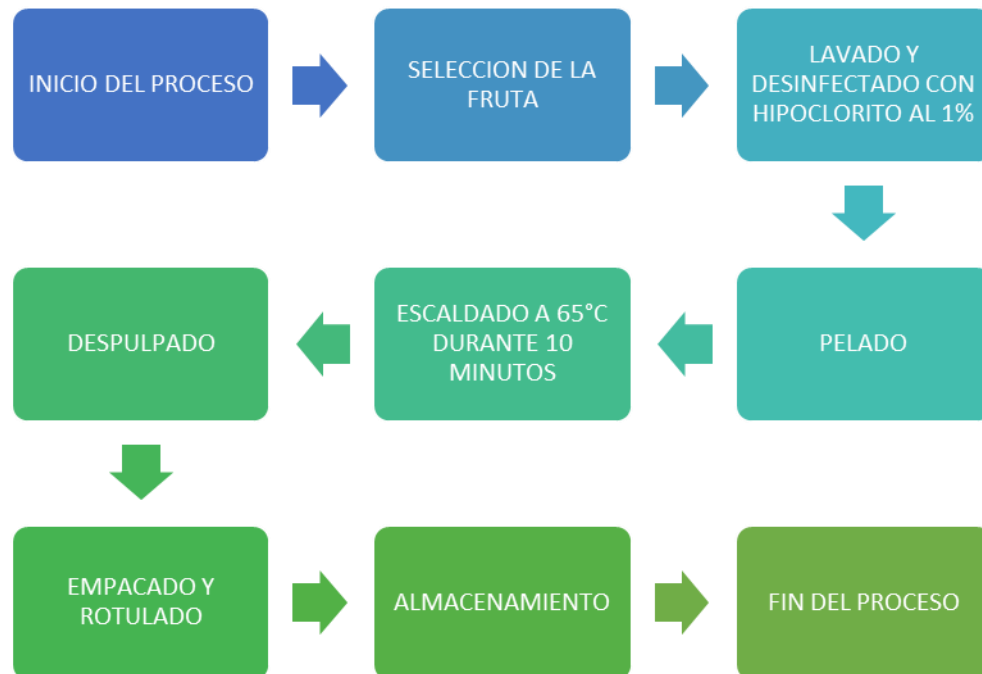 INICIO DEL PROCESO
SELECCION DE LA
FRUTA
LAVADO Y
DESINFECTADO CON
HIPOCLORITO AL 1%
PELADO
ESCALDADO A 65°C
DURANTE 10
MINUTOS
DESPULPADO
EMPACADO Y
ROTULADO
ALMACENAMIENTO
FIN DEL PROCESO